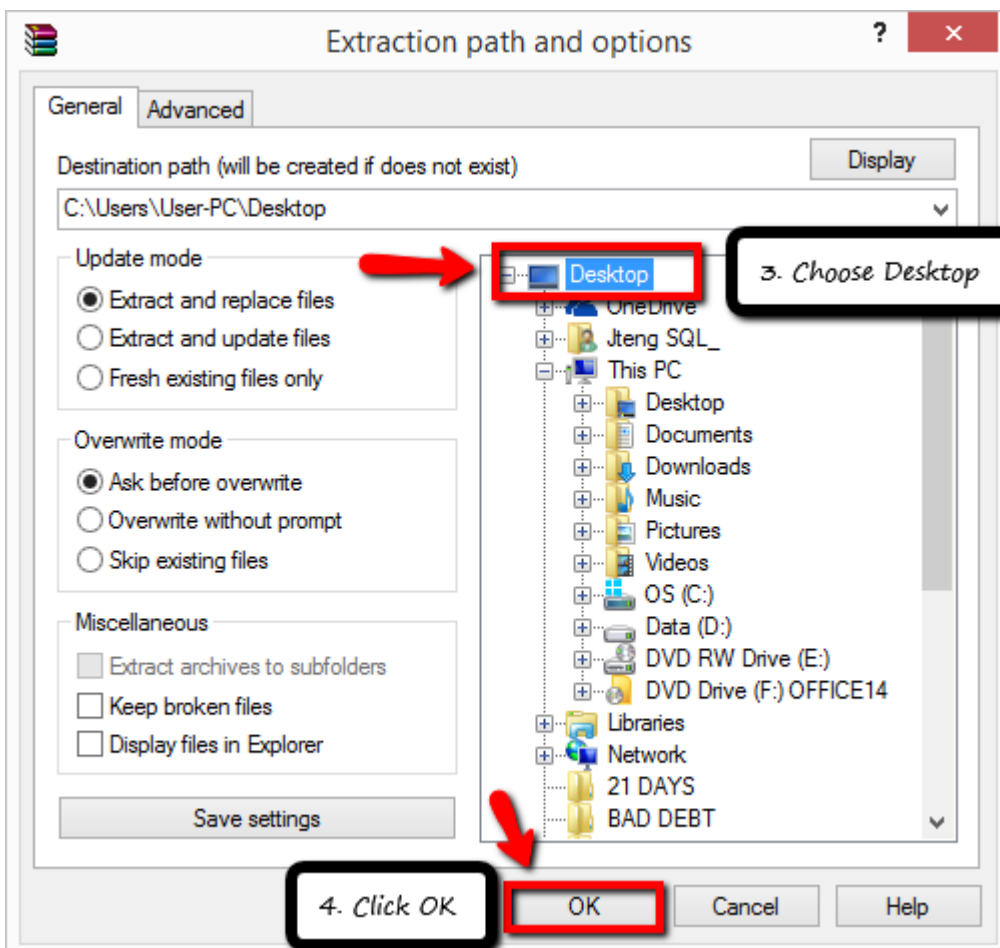 Extraction path and options
?
×
General
Advanced
Destination path (will be created if does not exist)
Display
C:\Users\User-PC\Desktop
Update mode
Extract and replace files
Extract and update files
Fresh existing files only
Overwrite mode
Ask before overwrite
Overwrite without prompt
Skip existing files
Miscellaneous
Extract archives to subfolders
Keep broken files
Display files in Explorer
Save settings
Desktop
3. Choose Desktop
OneDrive
Jteng SQL_
This PC
Desktop
Documents
Downloads
Music
Pictures
Videos
OS (C:)
Data (D:)
DVD RW Drive (E:)
DVD Drive (F:) OFFICE14
Libraries
Network
21 DAYS
BAD DEBT
4. Click OK
OK
Cancel
Help